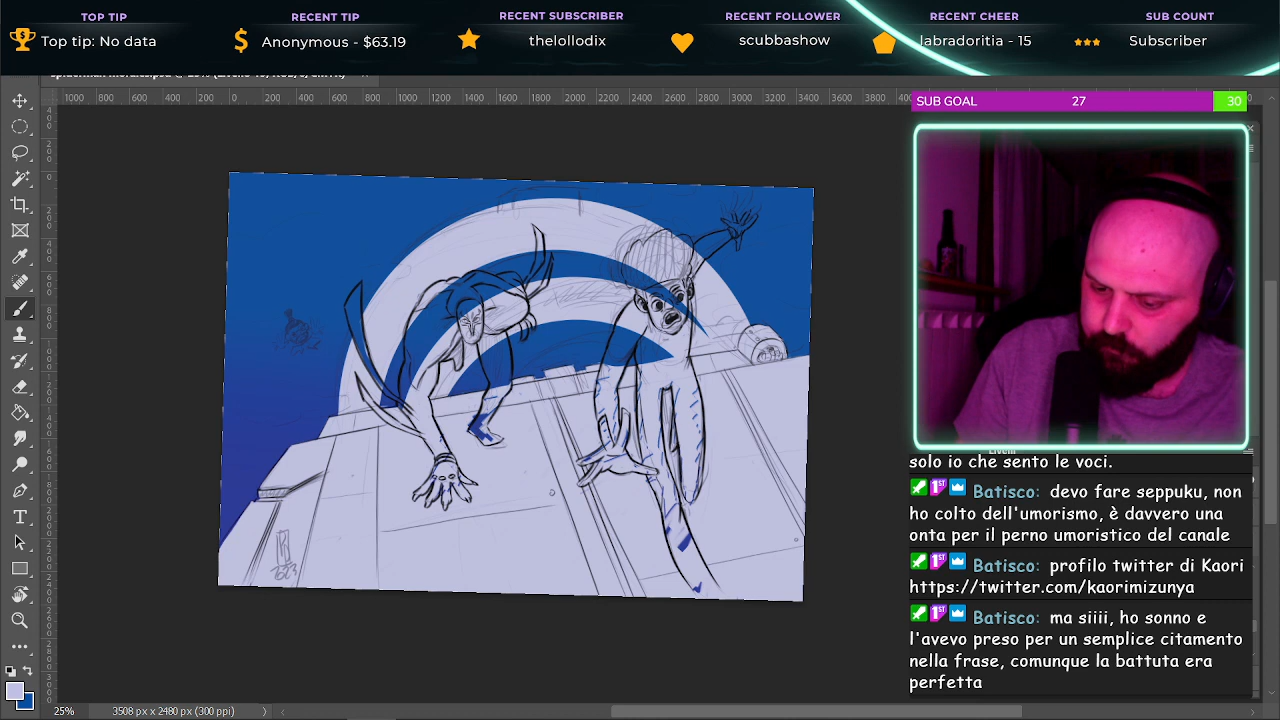 TOP TIP
Top tip: No data
RECENT TIP
Anonymous - $63.19
RECENT SUBSCRIBER
thelollodix
RECENT FOLLOWER
scubbashow
RECENT CHEER
labradoritia - 15
SUB COUNT
Subscriber
1000 800 600 400 200 0 200 400 600 800 1000 1200 1400 1600 1800 2000 2200 2400 2600 2800 3000 3200 3400 3600 3800 400
SUB GOAL 27 30
solo io che sento le voci.
1ST Batisco: devo fare seppuku, non
ho colto dell'umorismo, è davvero una
onta per il perno umoristico del canale
1ST Batisco: profilo twitter di Kaori
https://twitter.com/kaorimizunya
1ST Batisco: ma siiii, ho sonno e
l'avevo preso per un semplice citamento
nella frase, comunque la battuta era
perfetta
2023
25% 3508 px x 2480 px (300 ppi)